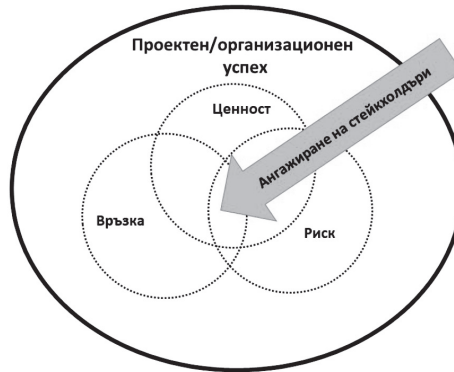 Проектен/организационен
успех
Ценност
Ангажиране на стейкхолдъри
Връзка
Риск